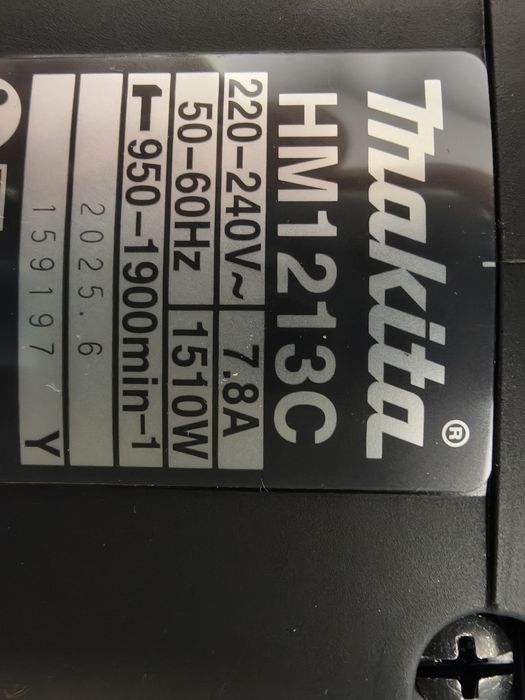 makita®
HM1213C
220-240V~ 7.8A
50-60Hz 1510W
950-1900min-1
2025.6
159197 Y